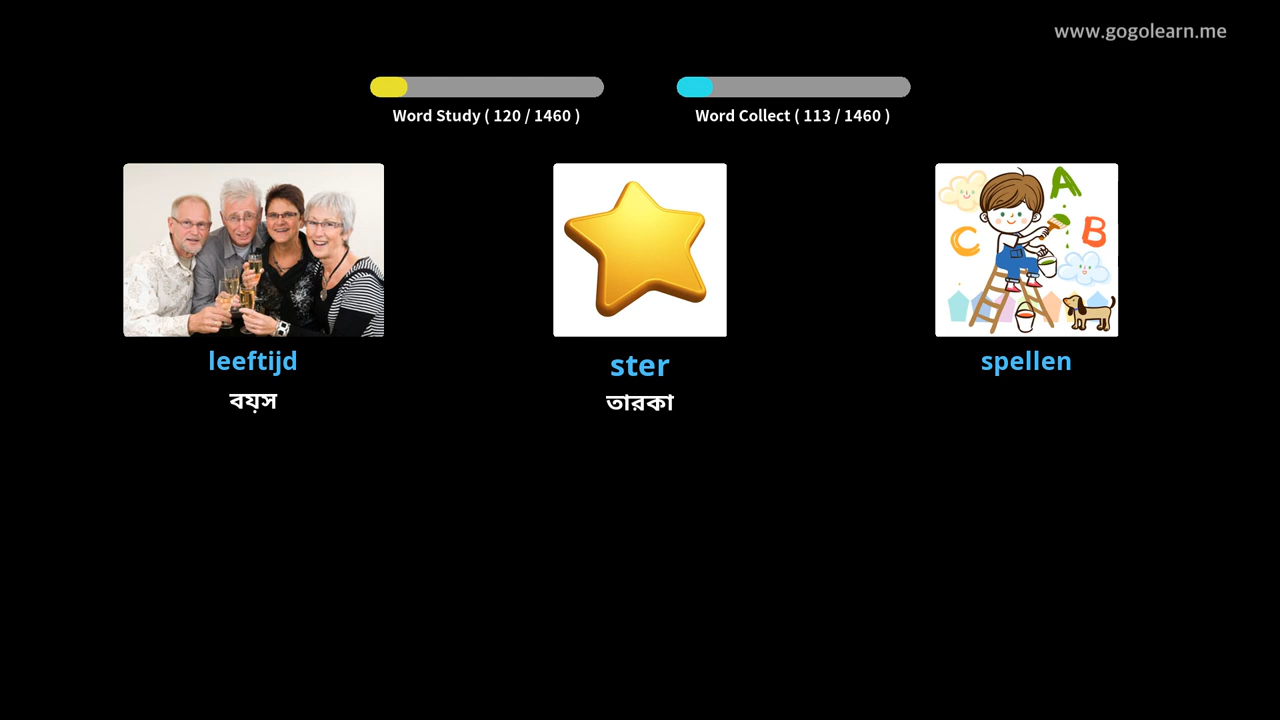 www.gogolearn.me
Word Study ( 120 / 1460 )
Word Collect ( 113 / 1460 )
A
B
C
leeftijd
ster
spellen
বয়স
তারকা